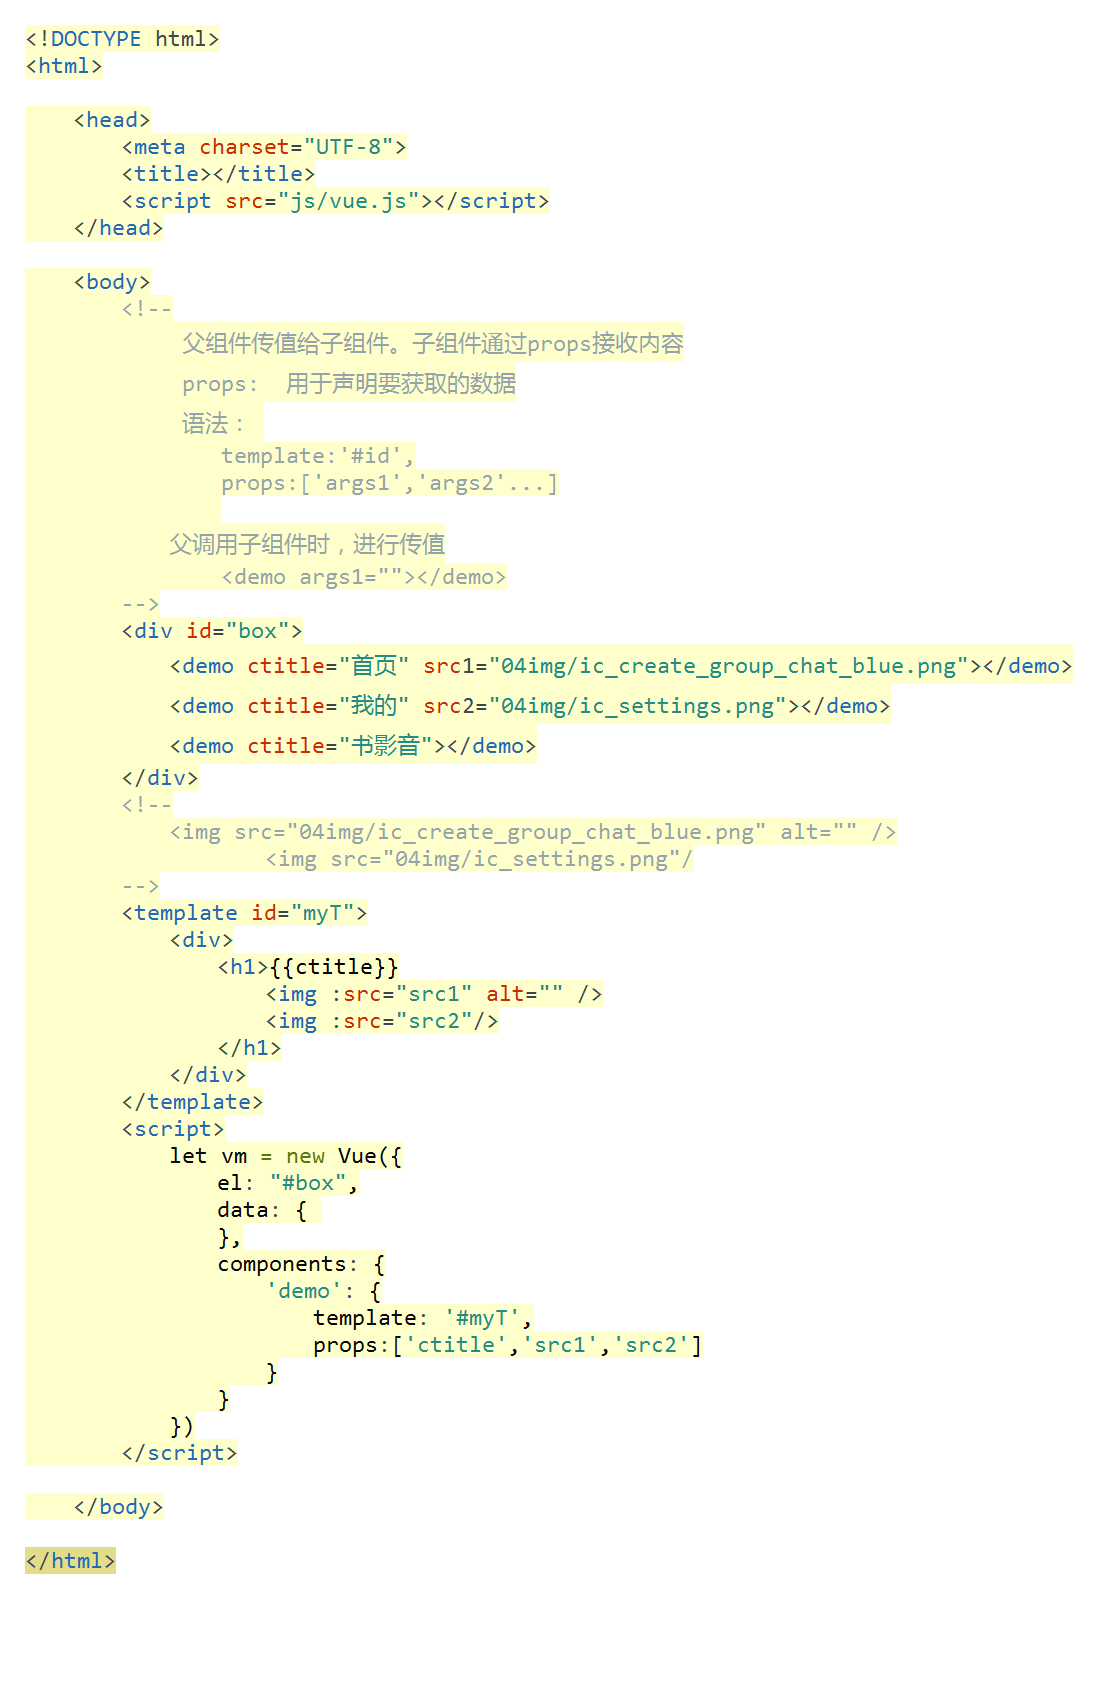 <!DOCTYPE html>
<html>
<head>
<meta charset="UTF-8">
<title></title>
<script src="js/vue.js"></script>
</head>
<body>
<!--
父组件传值给子组件。子组件通过props接收内容
props:  用于声明要获取的数据
语法：
template:'#id',
props:['args1','args2'...]
父调用子组件时，进行传值
<demo args1=""></demo>
-->
<div id="box">
<demo ctitle="首页" src1="04img/ic_create_group_chat_blue.png"></demo>
<demo ctitle="我的" src2="04img/ic_settings.png"></demo>
<demo ctitle="书影音"></demo>
</div>
<!--
<img src="04img/ic_create_group_chat_blue.png" alt="" />
<img src="04img/ic_settings.png"/
-->
<template id="myT">
<div>
<h1>{{ctitle}}
<img :src="src1" alt="" />
<img :src="src2"/>
</h1>
</div>
</template>
<script>
let vm = new Vue({
el: "#box",
data: {
},
components: {
'demo': {
template: '#myT',
props:['ctitle','src1','src2']
}
}
})
</script>
</body>
</html>